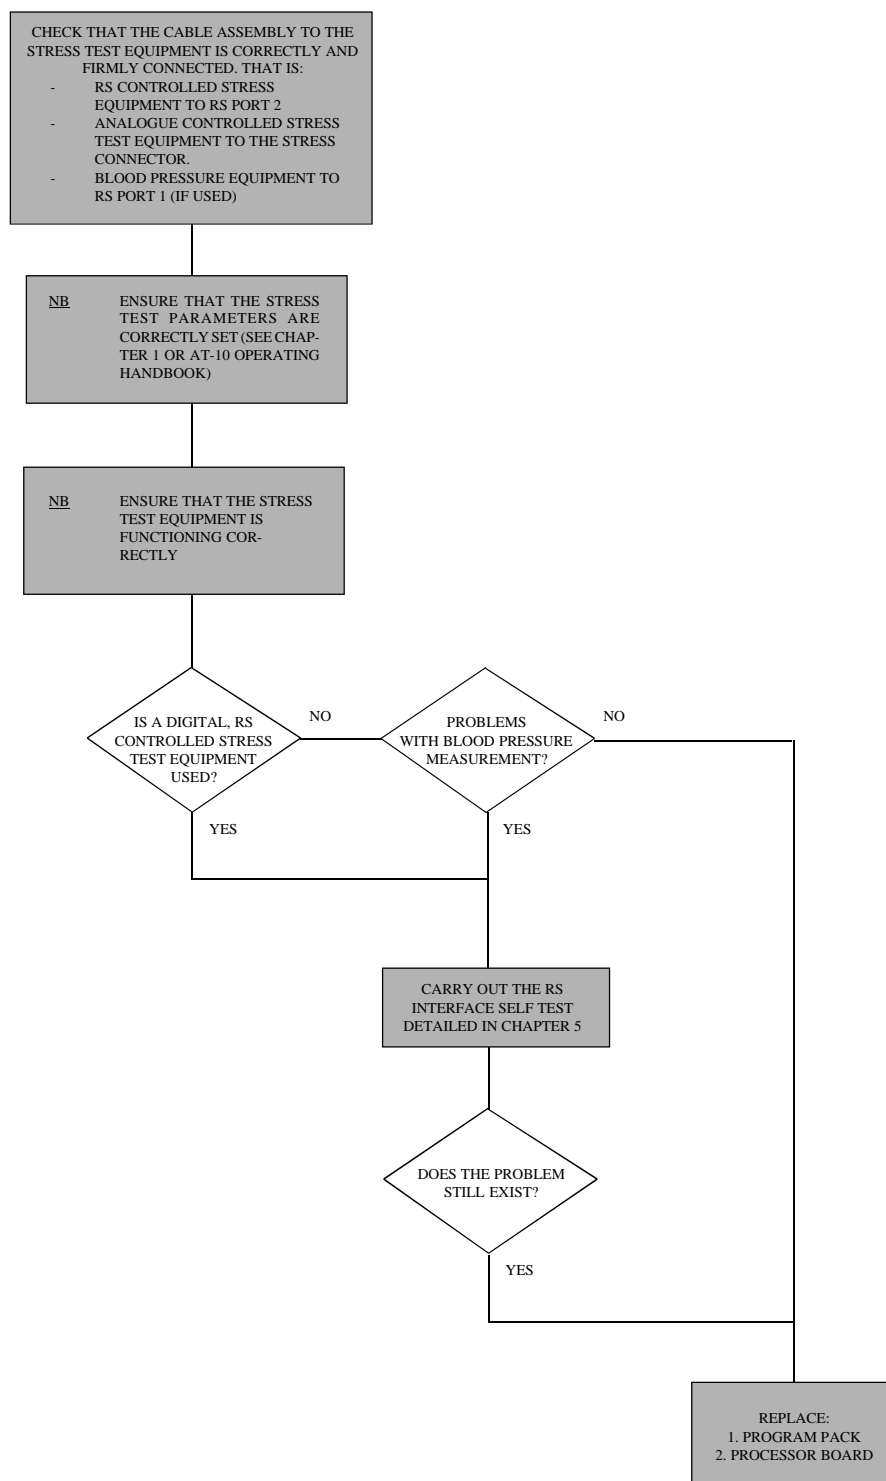 CHECK THAT THE CABLE ASSEMBLY TO THE
STRESS TEST EQUIPMENT IS CORRECTLY AND
FIRMLY CONNECTED. THAT IS:
- RS CONTROLLED STRESS
EQUIPMENT TO RS PORT 2
- ANALOGUE CONTROLLED STRESS
TEST EQUIPMENT TO THE STRESS
CONNECTOR.
- BLOOD PRESSURE EQUIPMENT TO
RS PORT 1 (IF USED)
NB ENSURE THAT THE STRESS
TEST PARAMETERS ARE
CORRECTLY SET (SEE CHAP-
TER 1 OR AT-10 OPERATING
HANDBOOK)
NB ENSURE THAT THE STRESS
TEST EQUIPMENT IS
FUNCTIONING COR-
RECTLY
IS A DIGITAL, RS
CONTROLLED STRESS
TEST EQUIPMENT
USED?
NO
YES
PROBLEMS
WITH BLOOD PRESSURE
MEASUREMENT?
NO
YES
CARRY OUT THE RS
INTERFACE SELF TEST
DETAILED IN CHAPTER 5
DOES THE PROBLEM
STILL EXIST?
YES
REPLACE:
1. PROGRAM PACK
2. PROCESSOR BOARD